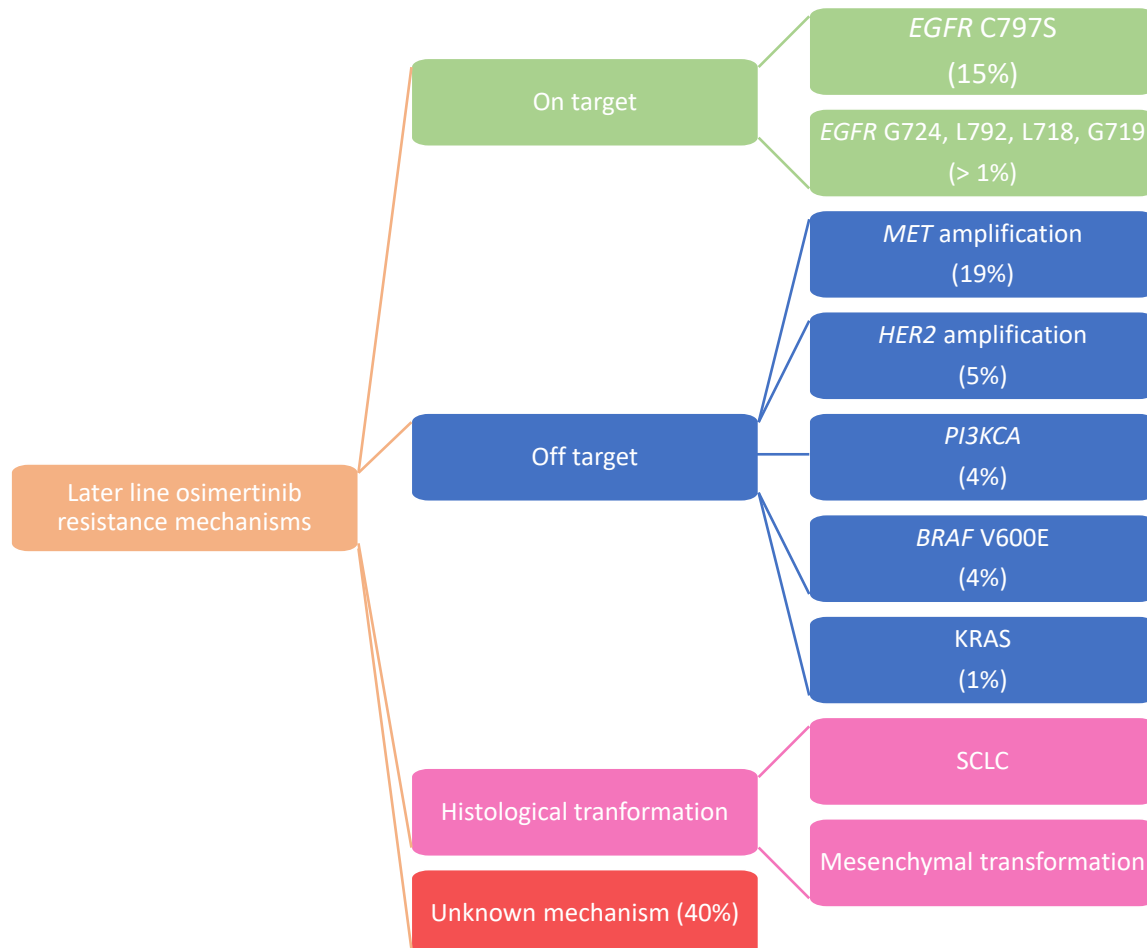 EGFR C797S
(15%)
On target
EGFR G724, L792, L718, G719
(> 1%)
MET amplification
(19%)
HER2 amplification
(5%)
Off target
PI3KCA
(4%)
Later line osimertinib
resistance mechanisms
BRAF V600E
(4%)
KRAS
(1%)
SCLC
Histological tranformation
Mesenchymal transformation
Unknown mechanism (40%)